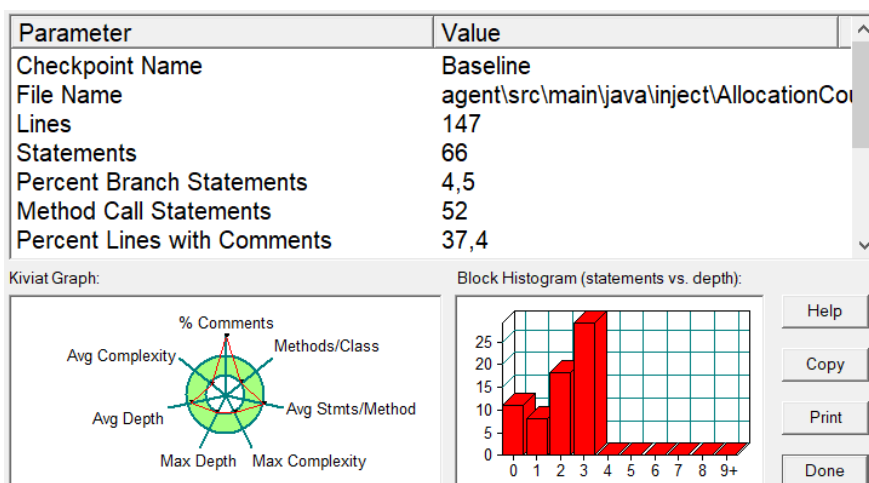 Parameter Value
Checkpoint Name Baseline
File Name agent\src\main\java\inject\AllocationCou
Lines 147
Statements 66
Percent Branch Statements 4,5
Method Call Statements 52
Percent Lines with Comments 37,4
Kiviat Graph: Block Histogram (statements vs. depth):
% Comments
Methods/Class
Avg Complexity
Avg Stmts/Method
Avg Depth
Max Depth Max Complexity
25
20
15
10
5
0
0 1 2 3 4 5 6 7 8 9+
Help
Copy
Print
Done